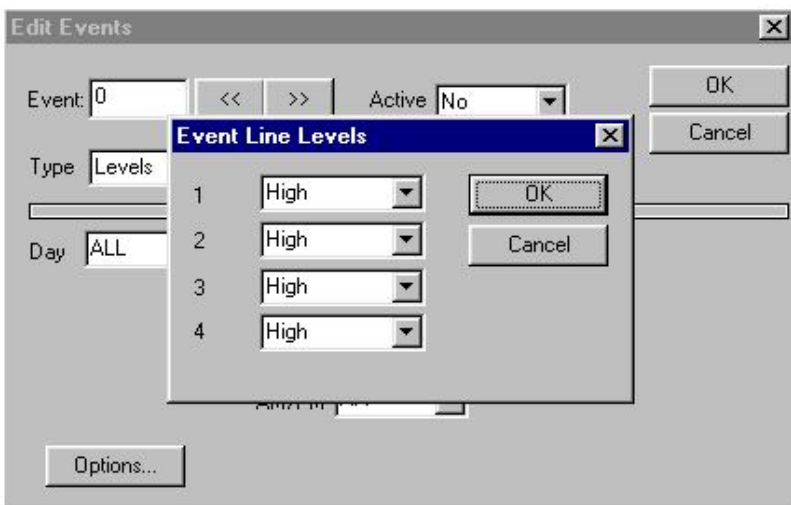 Edit Events
Event: 0 << >> Active No OK
Cancel
Type Levels
Day ALL
Event Line Levels
1 High OK
2 High Cancel
3 High
4 High
Options...